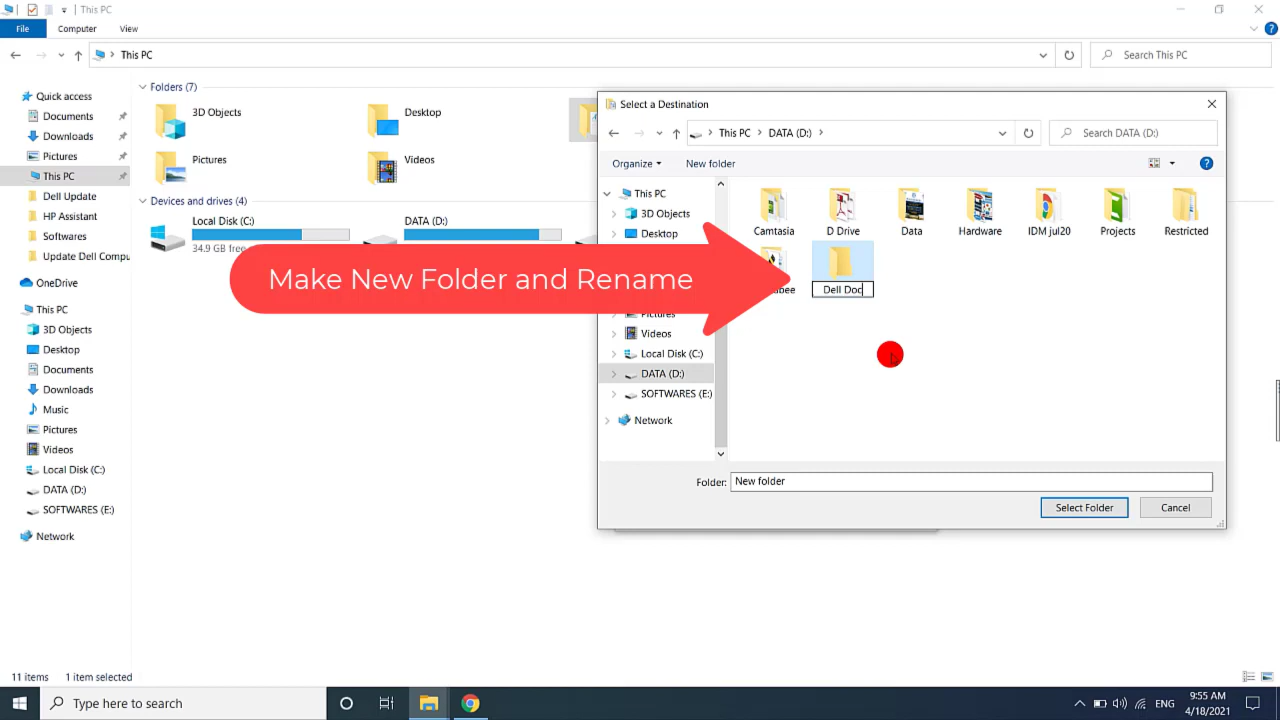 This PC
File
Computer
View
This PC
Search This PC
Quick access
Documents
Downloads
Pictures
This PC
Dell Update
HP Assistant
Softwares
Update Dell Compu
OneDrive
This PC
3D Objects
Desktop
Documents
Downloads
Music
Pictures
Videos
Local Disk (C:)
DATA (D:)
SOFTWARES (E:)
Network
Folders (7)
3D Objects
Desktop
Pictures
Videos
Devices and drives (4)
Local Disk (C:)
34.9 GB free
DATA (D:)
Make New Folder and Rename
Select a Destination
This PC
DATA (D:)
Search DATA (D:)
Organize
New folder
This PC
3D Objects
Desktop
Pictures
Videos
Local Disk (C:)
DATA (D:)
SOFTWARES (E:)
Network
Camtasia
D Drive
Data
Hardware
IDM jul20
Projects
Restricted
Dell Doc
Folder:
New folder
Select Folder
Cancel
11 items
1 item selected
Type here to search
ENG
9:55 AM
4/18/2021